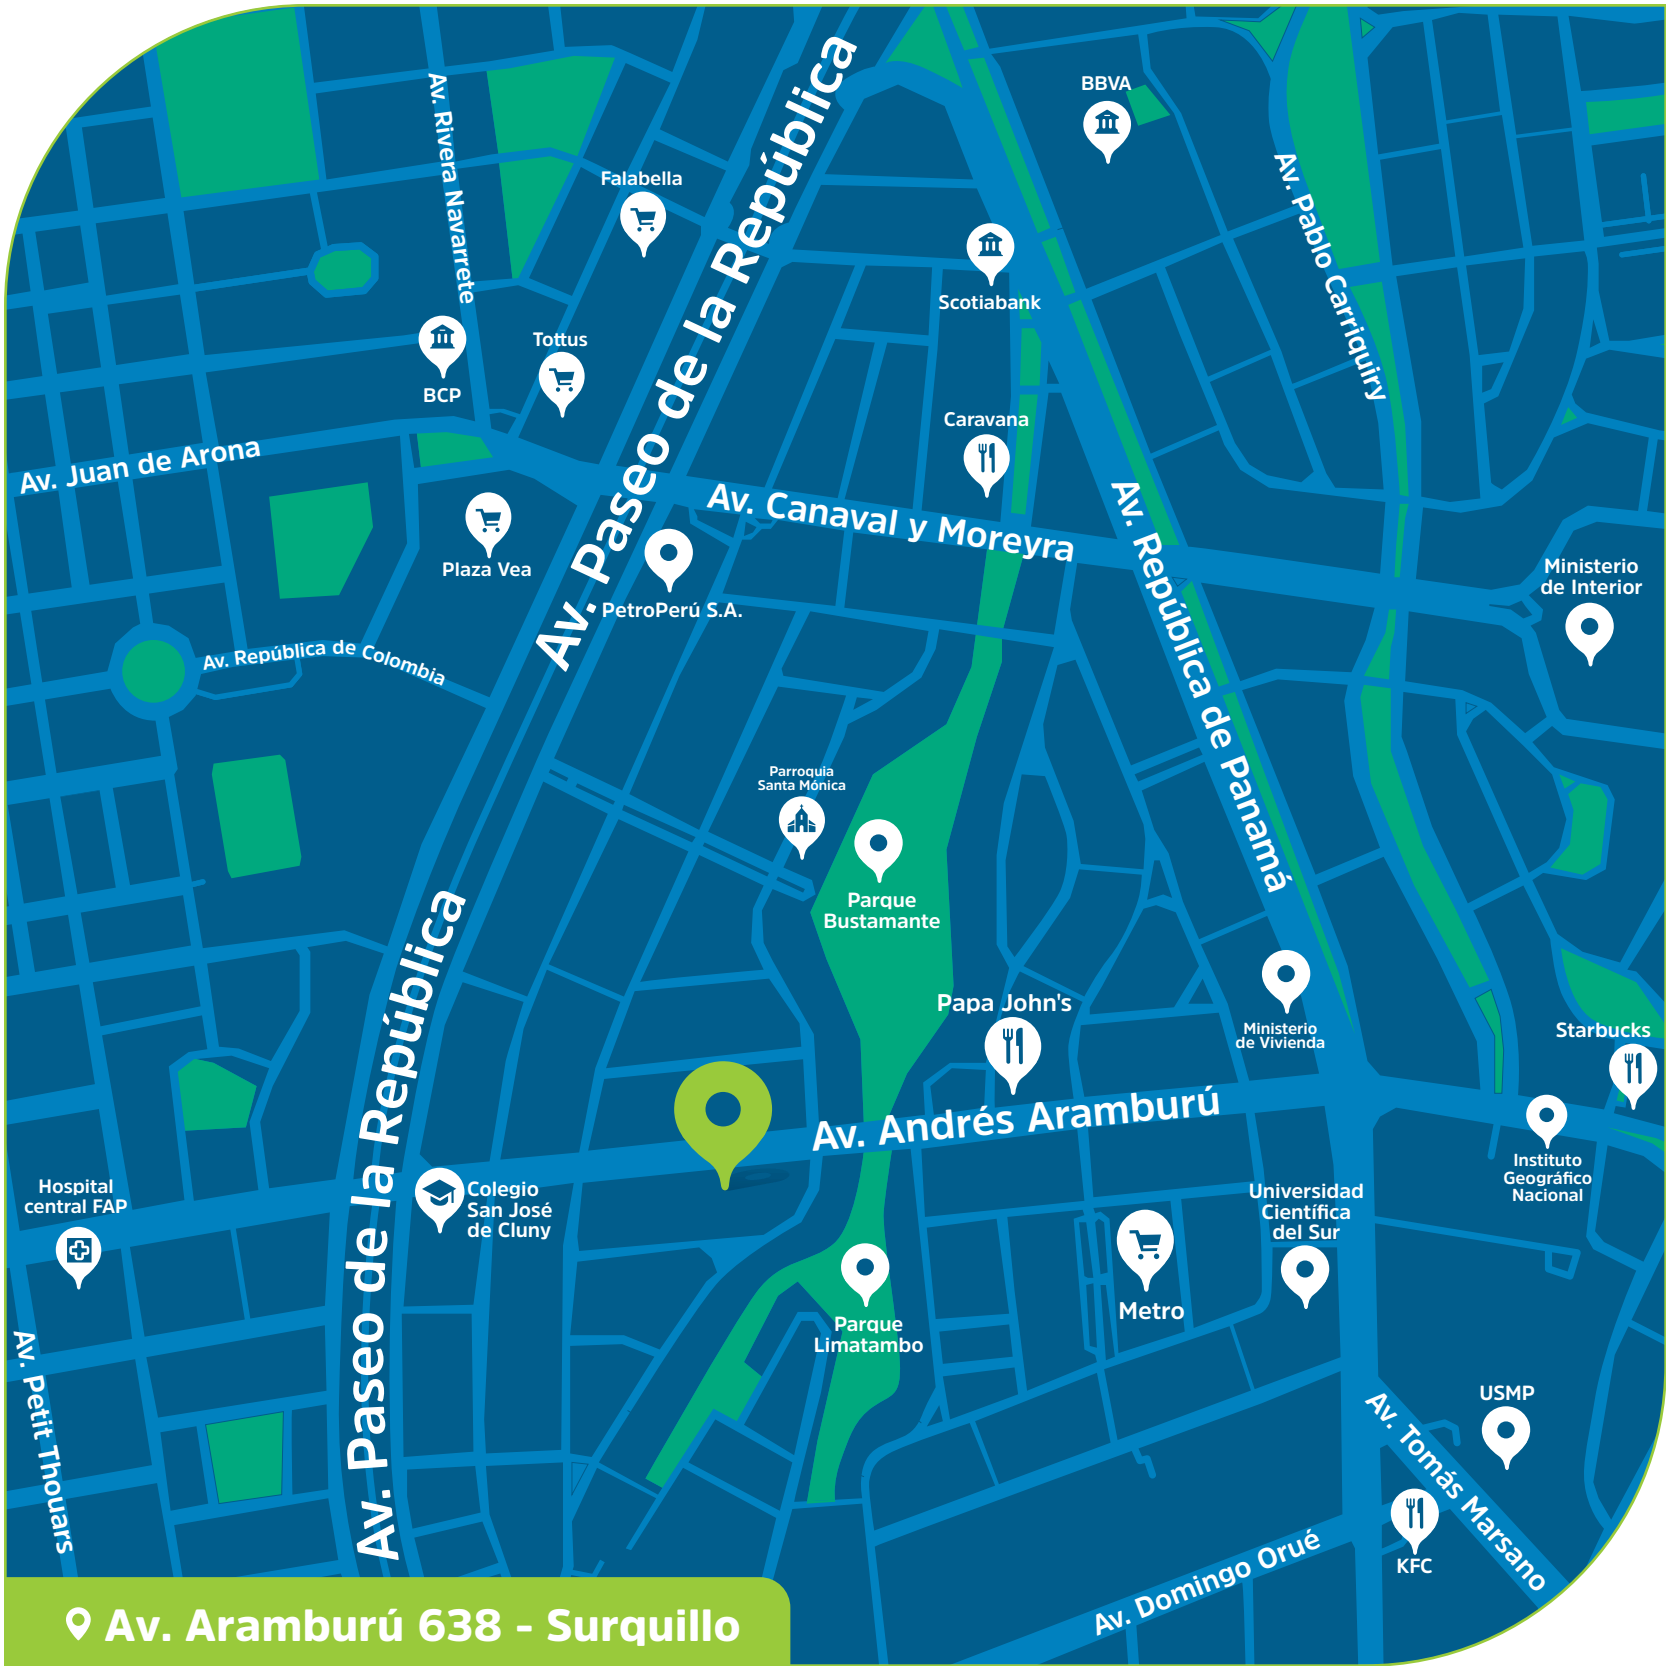 Av. Paseo de la República
Av. Rivera Navarrete
BBVA
Av. Pablo Carriquiry
Falabella
Scotiabank
Tottus
BCP
Caravana
Av. Juan de Arona
Av. Canaval y Moreyra
Av. República de Panamá
Plaza Vea
PetroPerú S.A.
Ministerio
de Interior
Av. República de Colombia
Parroquia
Santa Mónica
Parque
Bustamante
Av. Paseo de la República
Papa John's
Ministerio
de Vivienda
Starbucks
Av. Andrés Aramburú
Hospital
central FAP
Colegio
San José
de Cluny
Universidad
Científica
del Sur
Instituto
Geográfico
Nacional
Metro
Parque
Limatambo
Av. Petit Thouars
USMP
Av. Tomás Marsano
KFC
Av. Domingo Orué
Av. Aramburú 638 - Surquillo